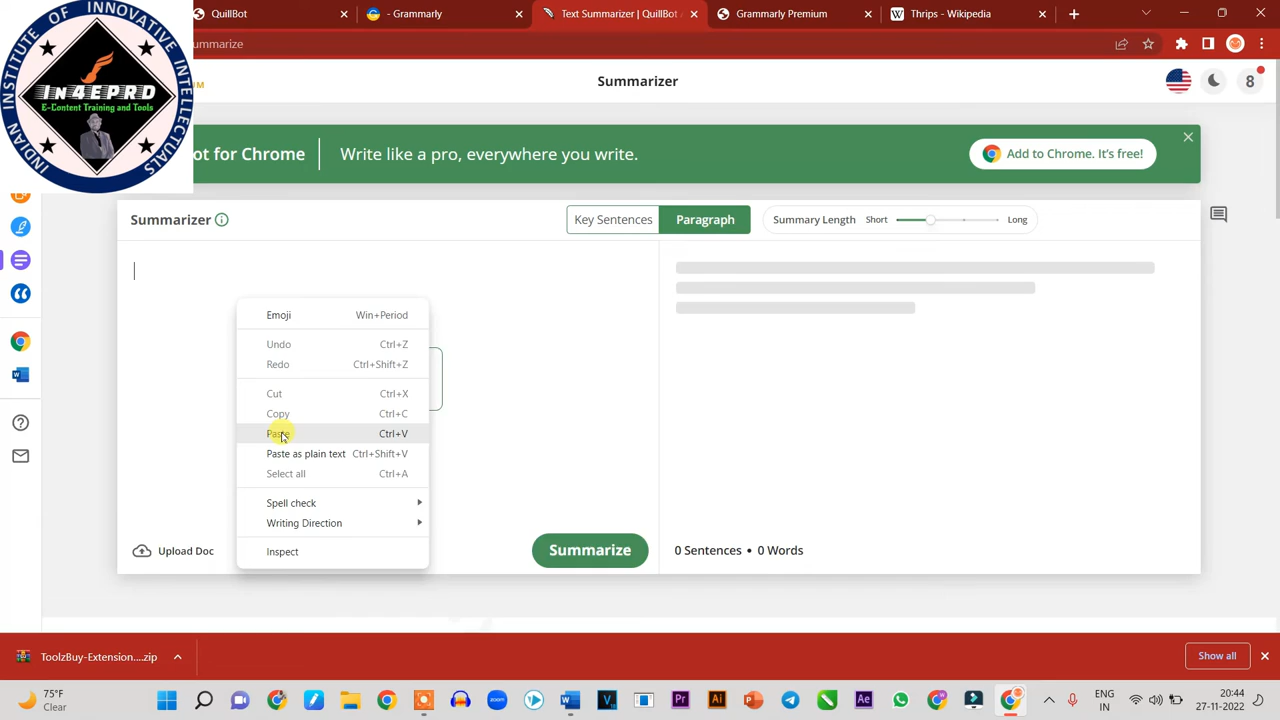 QuillBot
- Grammarly
Text Summarizer | QuillBot
Grammarly Premium
Thrips - Wikipedia
ummarize
INSTITUTE OF INNOVATIVE INTELLECTUALS
INDIAN
In4EPRD
E-Content Training and Tools
M
Summarizer
8
ot for Chrome
Write like a pro, everywhere you write.
Add to Chrome. It's free!
Summarizer
Key Sentences
Paragraph
Summary Length
Short
Long
Emoji Win+Period
Undo Ctrl+Z
Redo Ctrl+Shift+Z
Cut Ctrl+X
Copy Ctrl+C
Paste Ctrl+V
Paste as plain text Ctrl+Shift+V
Select all Ctrl+A
Spell check
Writing Direction
Inspect
Upload Doc
Summarize
0 Sentences • 0 Words
ToolzBuy-Extension....zip
Show all
75°F
Clear
ENG
IN
20:44
27-11-2022